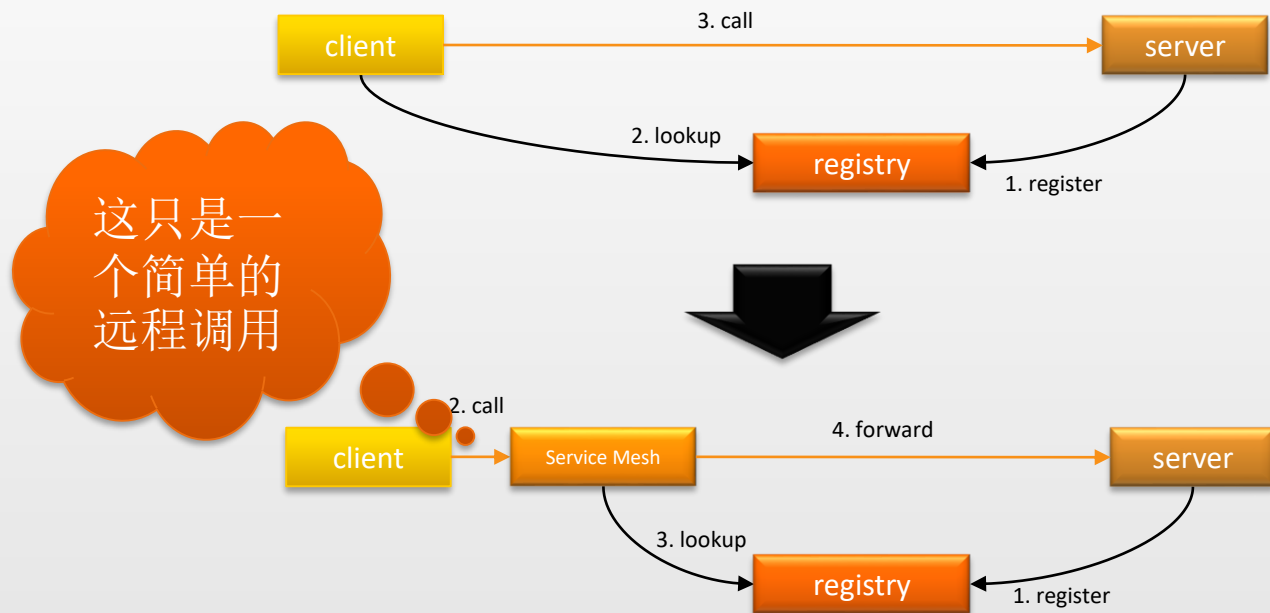 3. call
client
server
2. lookup
registry
1. register
这只是一
个简单的
远程调用
2. call
4. forward
client
Service Mesh
server
3. lookup
registry
1. register